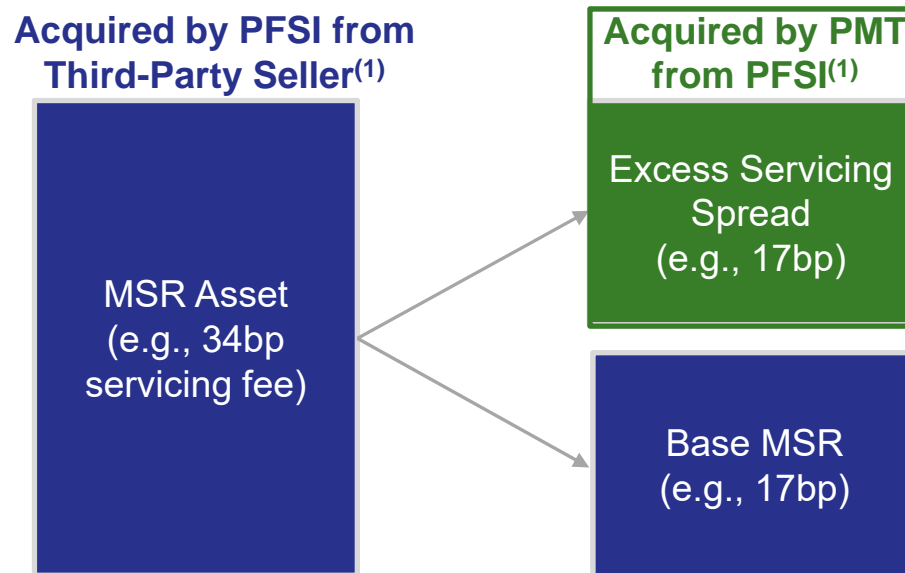 Acquired by PFSI from
Third-Party Seller(1)
MSR Asset
(e.g., 34bp
servicing fee)
Acquired by PMT
from PFSI(1)
Excess Servicing
Spread
(e.g., 17bp)
Base MSR
(e.g., 17bp)